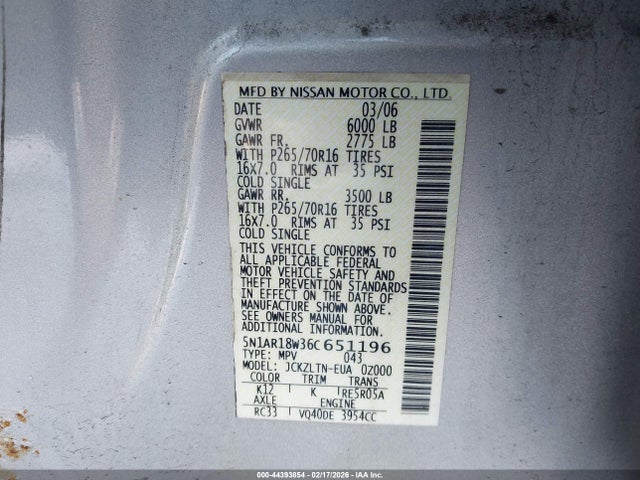 MFD BY NISSAN MOTOR CO., LTD.
DATE 03/06
GVWR 6000 LB
GAWR FR. 2775 LB
WITH P265/70R16 TIRES
16X7.0 RIMS AT 35 PSI
COLD SINGLE
GAWR RR. 3500 LB
WITH P265/70R16 TIRES
16X7.0 RIMS AT 35 PSI
COLD SINGLE
THIS VEHICLE CONFORMS TO
ALL APPLICABLE FEDERAL
MOTOR VEHICLE SAFETY AND
THEFT PREVENTION STANDARDS
IN EFFECT ON THE DATE OF
MANUFACTURE SHOWN ABOVE.
SEE OWNERS MANUAL FOR
ADDITIONAL INFORMATION
5N1AR18W36C651196
TYPE: MPV 043
MODEL: JCKZLTN-EUA 0Z000
COLOR TRIM TRANS
K12 K RE5R05A
AXLE ENGINE
RC33 VQ40DE 3954CC
000-44393854 - 02/17/2026 - IAA Inc.